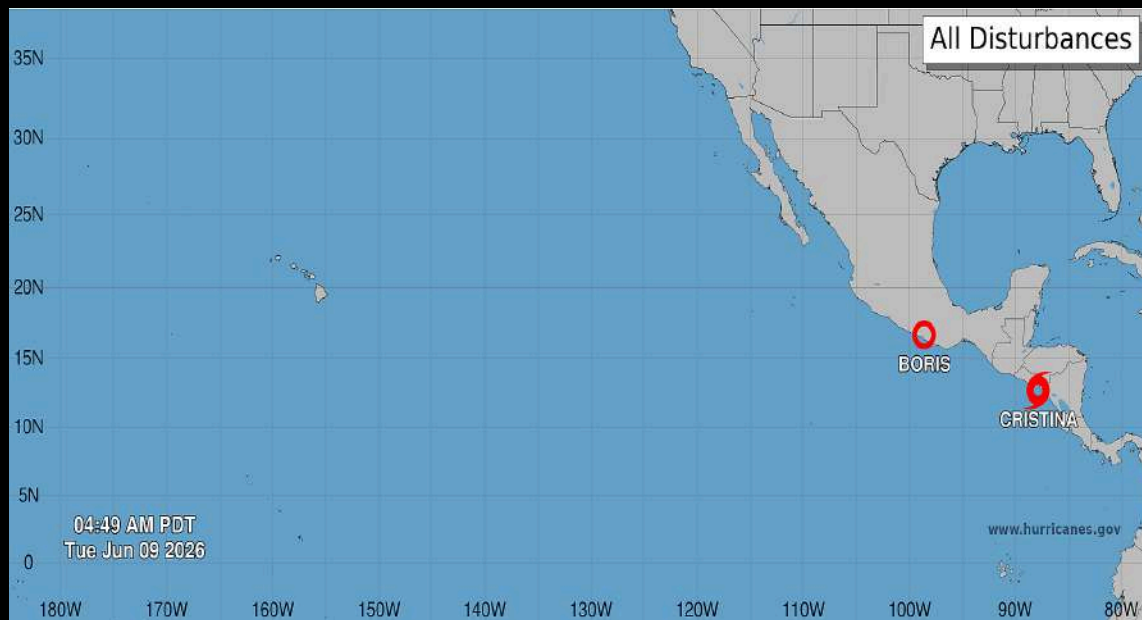 All Disturbances
35N
30N
25N
20N
15N
BORIS
10N
CRISTINA
5N
04:49 AM PDT
Tue Jun 09 2026
www.hurricanes.gov
0
180W 170W 160W 150W 140W 130W 120W 110W 100W 90W 80W